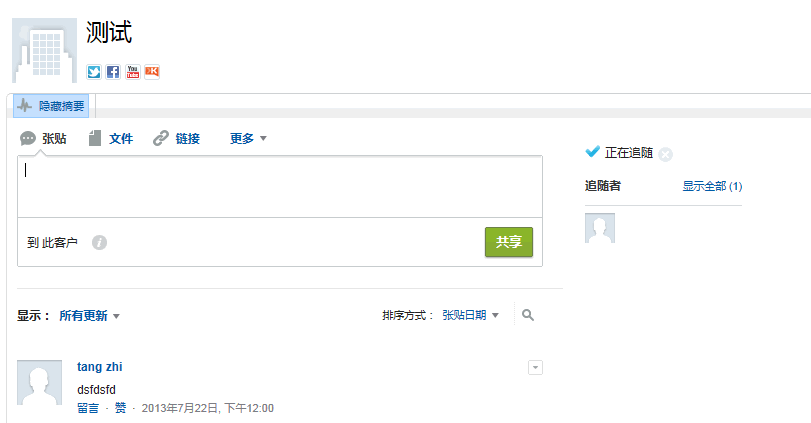 测试
You Tube
隐藏摘要
张贴 文件 链接 更多
正在追随
追随者 显示全部 (1)
到 此客户 共享
显示： 所有更新 排序方式： 张贴日期
tang zhi
dsfdsfd
留言 · 赞 · 2013年7月22日, 下午12:00